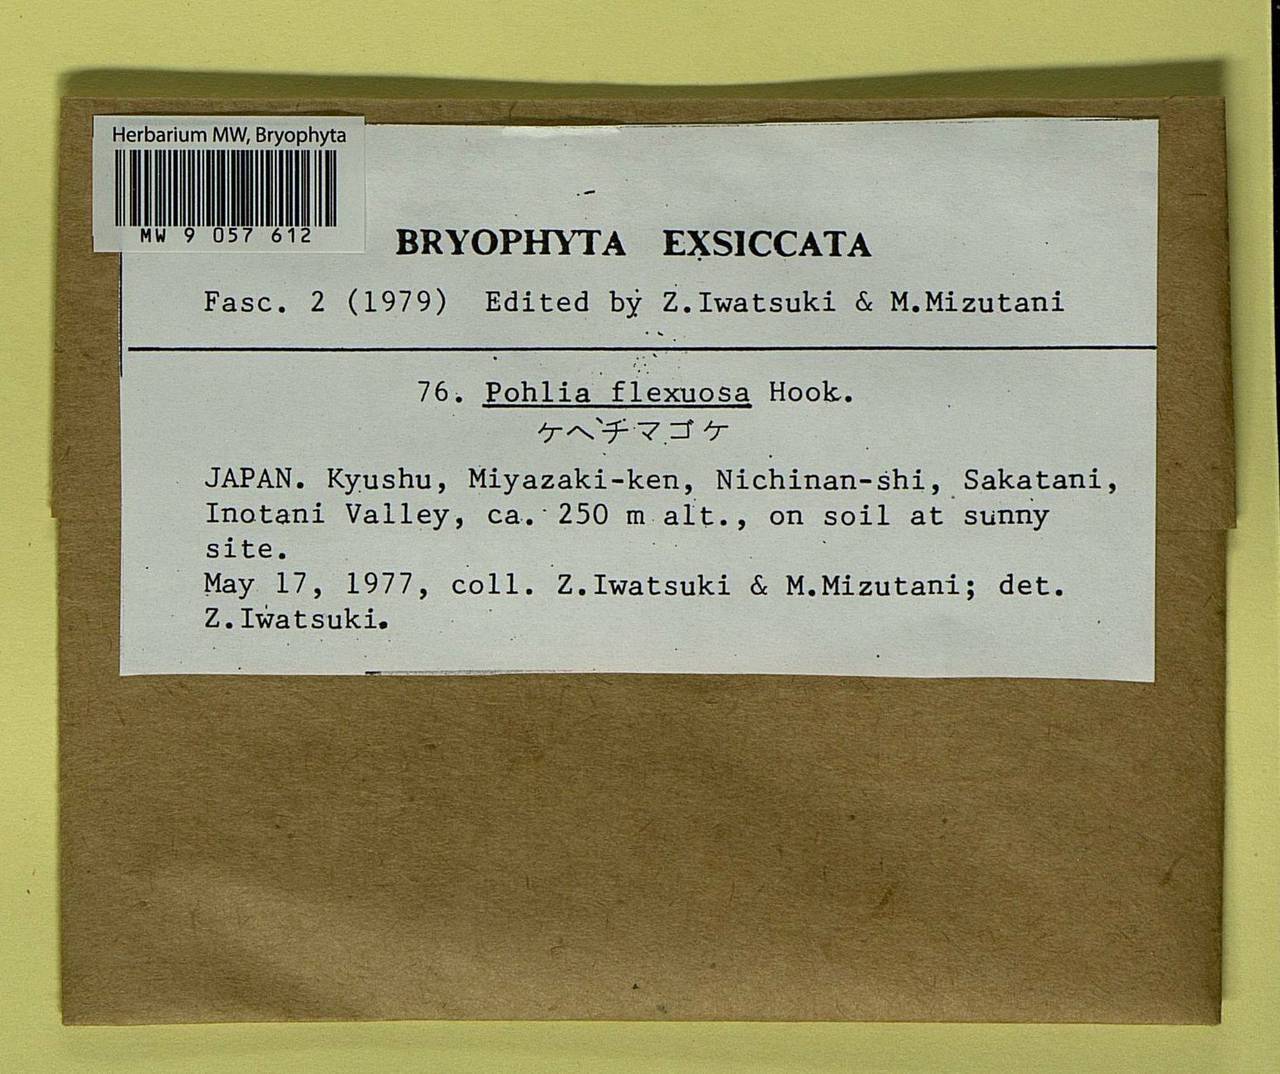 Herbarium MW, Bryophyta
MW 9 057 612
BRYOPHYTA EXSICCATA
Fasc. 2 (1979) Edited by Z.Iwatsuki & M.Mizutani
76. Pohlia flexuosa Hook.
ケヘチマゴケ
JAPAN. Kyushu, Miyazaki-ken, Nichinan-shi, Sakatani,
Inotani Valley, ca. 250 m alt., on soil at sunny
site.
May 17, 1977, coll. Z.Iwatsuki & M.Mizutani; det.
Z.Iwatsuki.